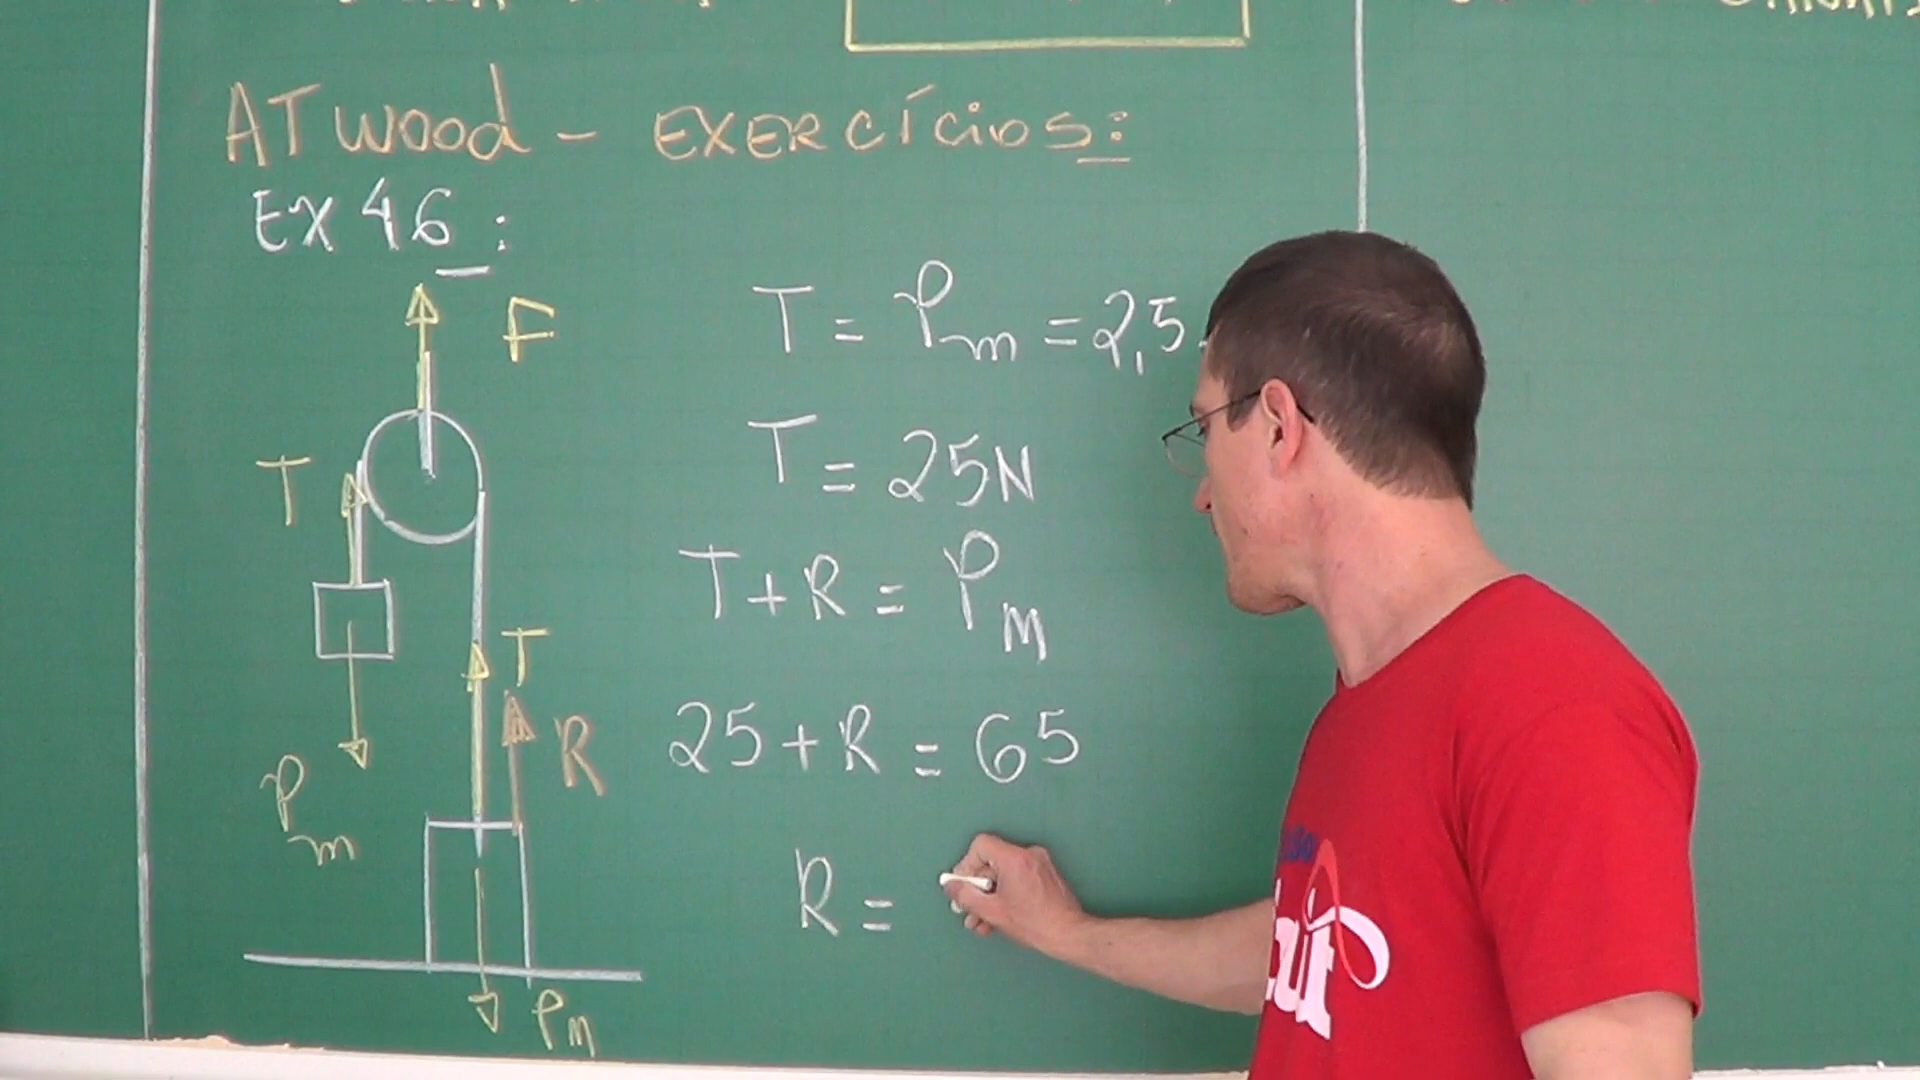 ATwood - EXERCÍCIOS:
Ex 46:
F
T = Pm = 2,5
T
T = 25N
T + R = PM
T
R
25 + R = 65
Pm
R =
PM